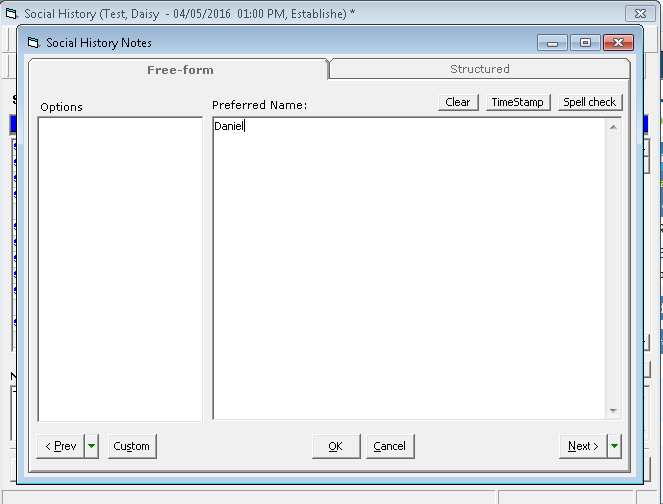 Social History (Test, Daisy - 04/05/2016 01:00 PM, Establishe) *
Social History Notes
Free-form
Structured
Options
Preferred Name:
Clear
TimeStamp
Spell check
Daniel
< Prev
Custom
OK
Cancel
Next >